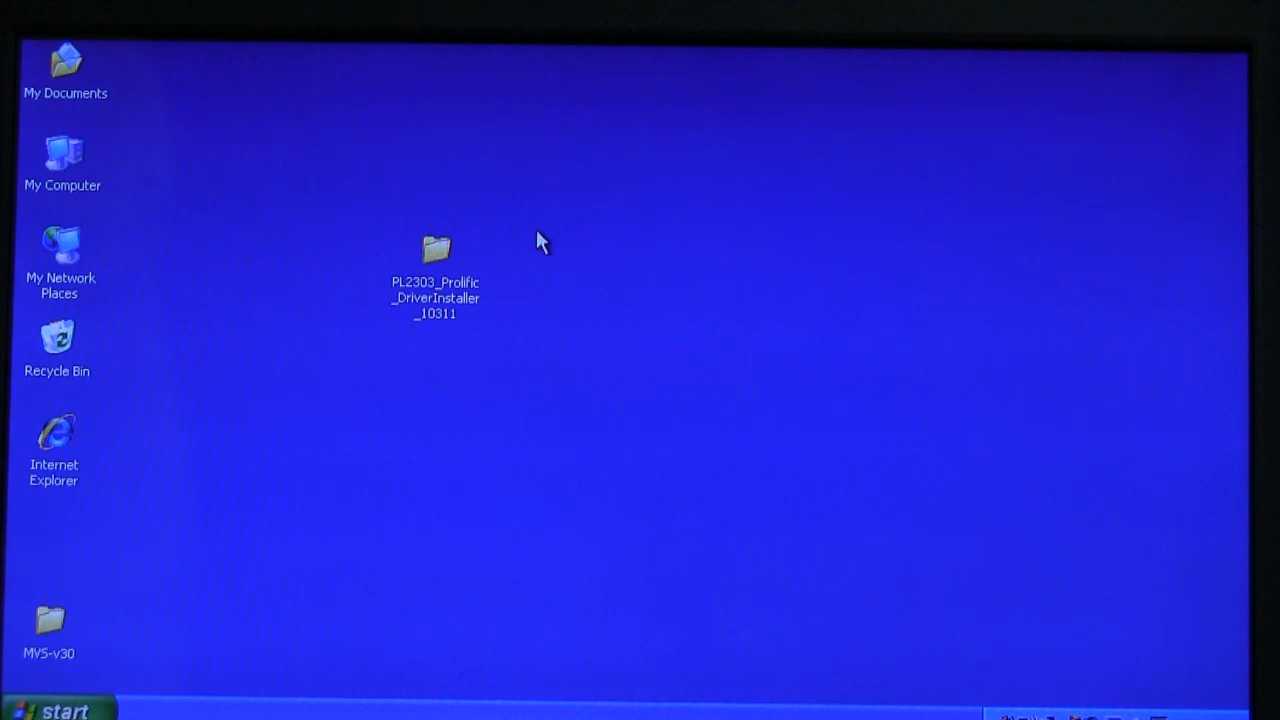 My Documents
My Computer
My Network
Places
Recycle Bin
Internet
Explorer
PL2303_Prolific
_DriverInstaller
_10311
MVS-v30
start